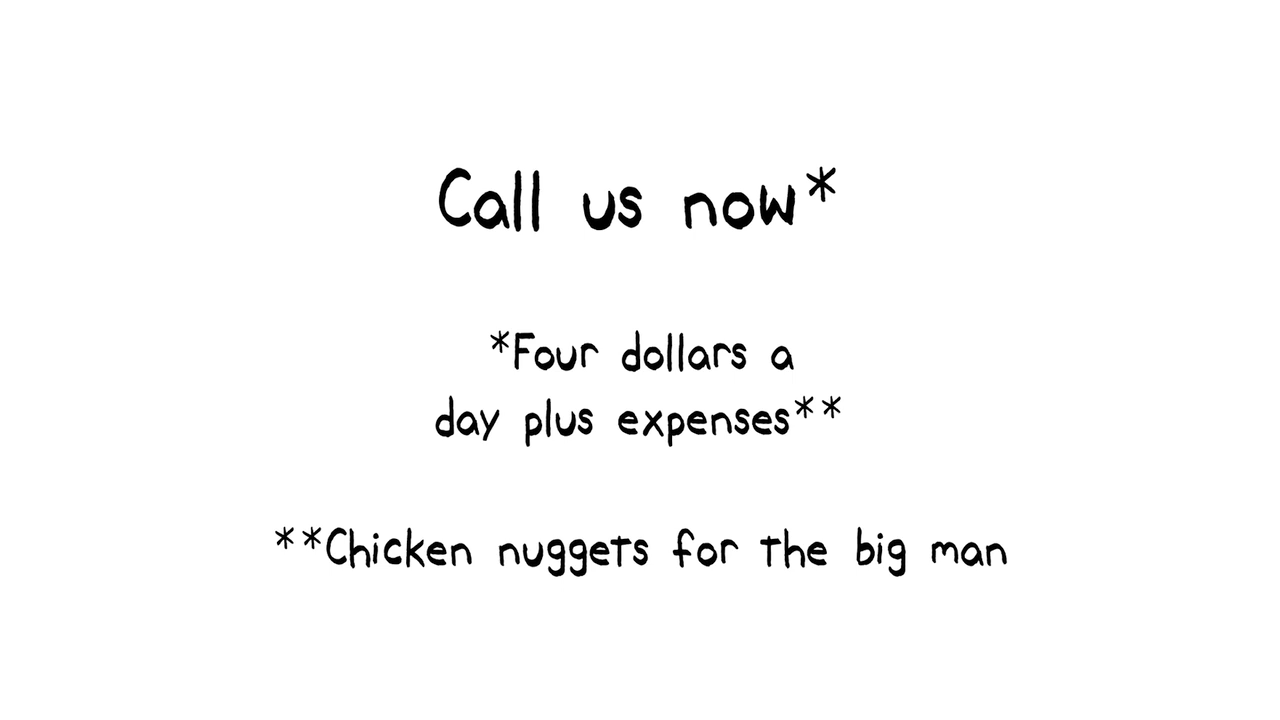 Call us now*
*Four dollars a
day plus expenses**
**Chicken nuggets for the big man